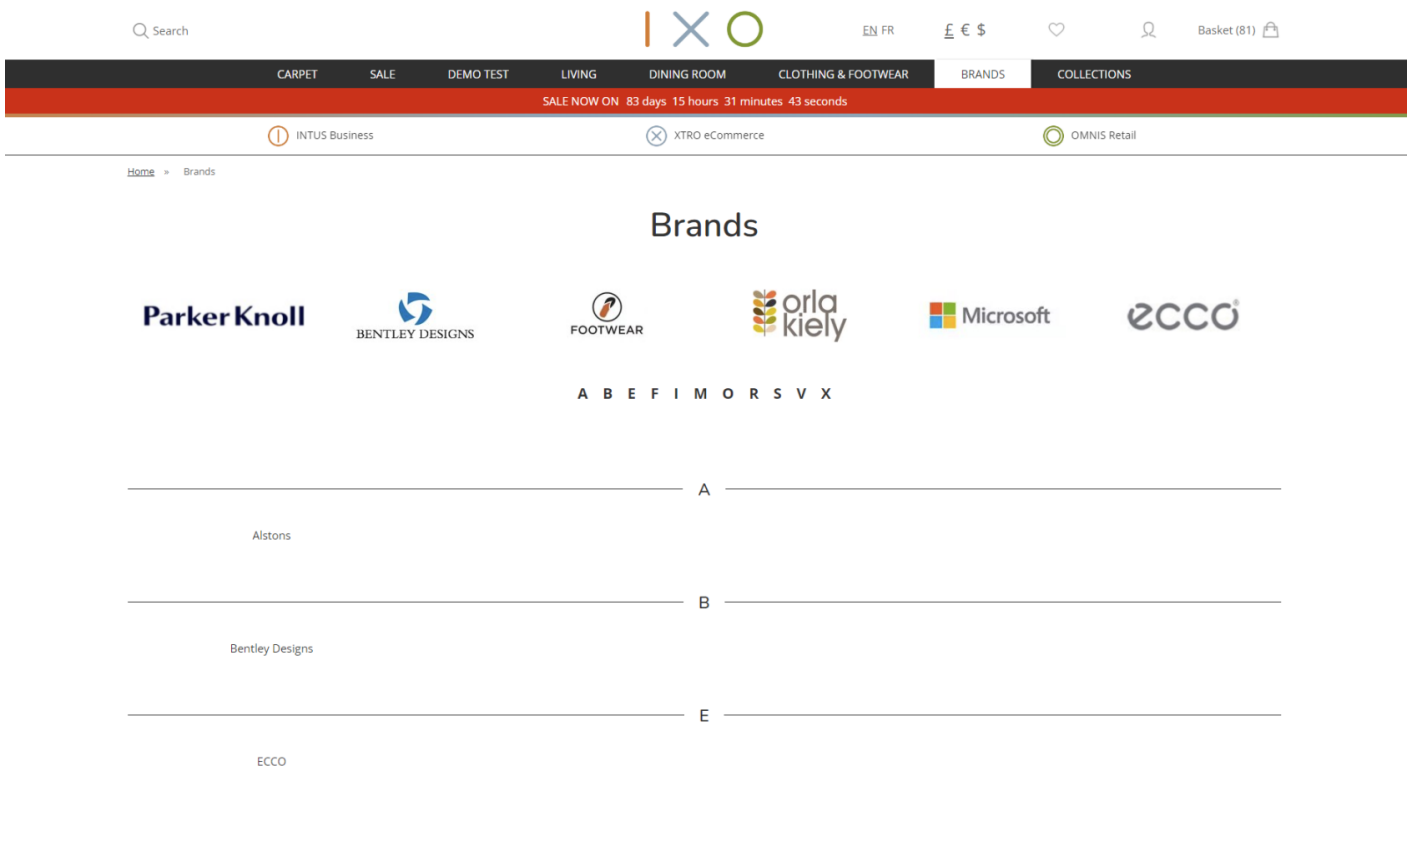 Search
IXO
EN FR
£ € $
Basket (81)
CARPET SALE DEMO TEST LIVING DINING ROOM CLOTHING & FOOTWEAR BRANDS COLLECTIONS
SALE NOW ON 83 days 15 hours 31 minutes 43 seconds
INTUS Business
XTRO eCommerce
OMNIS Retail
Home » Brands
Brands
Parker Knoll
BENTLEY DESIGNS
FOOTWEAR
orla
kiely
Microsoft
ecco®
A B E F I M O R S V X
A
Alstons
B
Bentley Designs
E
ECCO